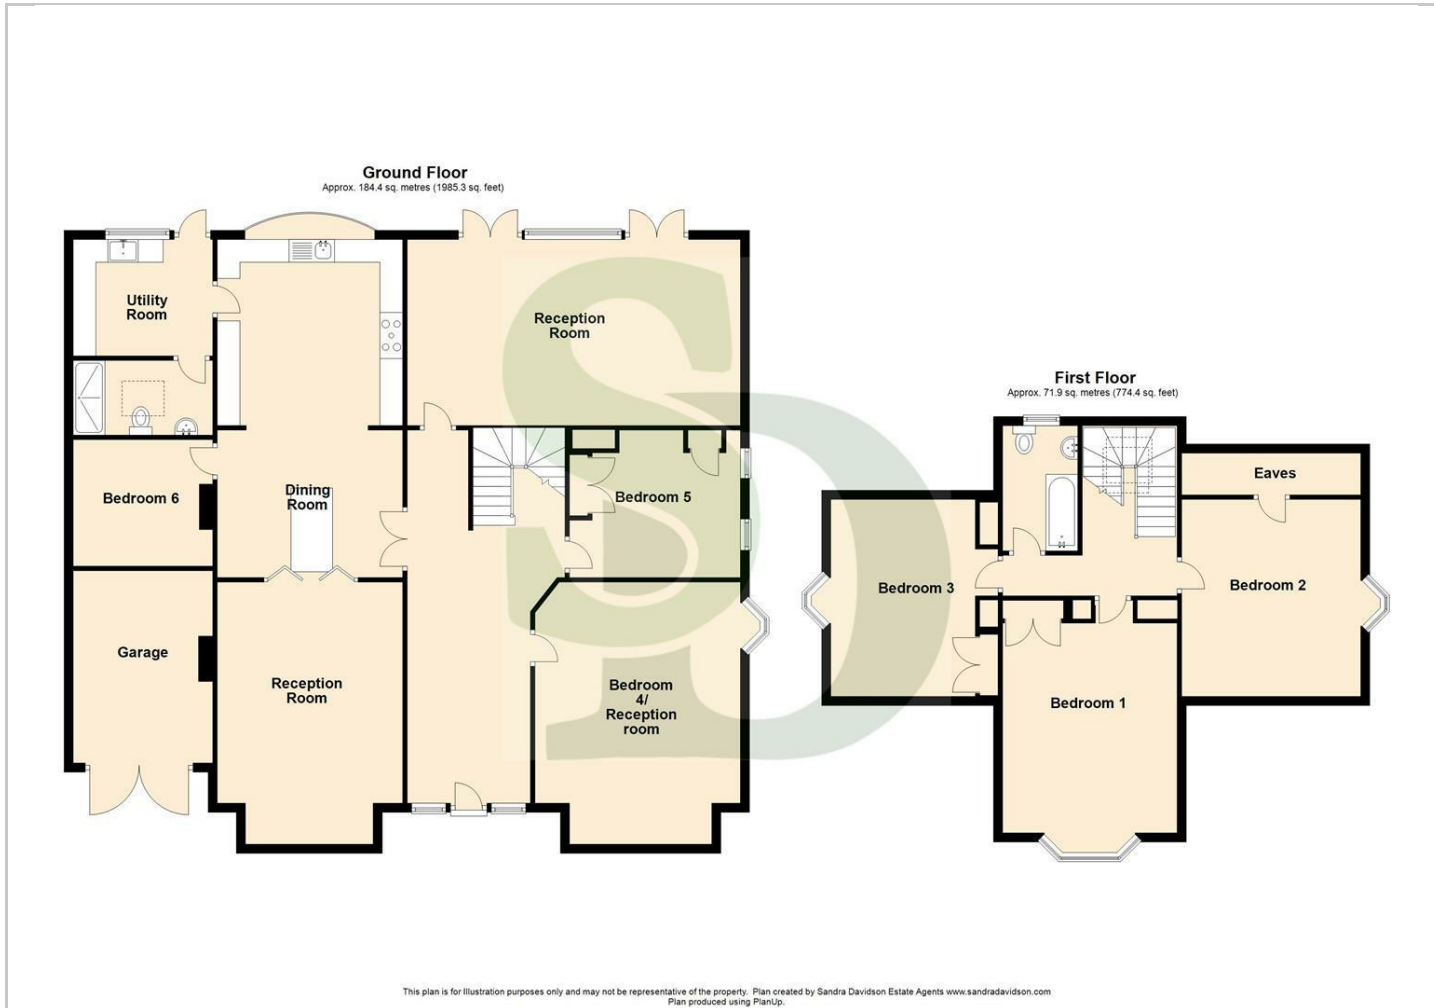 Ground Floor
Approx. 184.4 sq. metres (1985.3 sq. feet)
Utility
Room
Reception
Room
Bedroom 6
Dining
Room
Bedroom 5
Garage
Reception
Room
Bedroom
4/
Reception
room
First Floor
Approx. 71.9 sq. metres (774.4 sq. feet)
Eaves
Bedroom 3
Bedroom 2
Bedroom 1
SD
This plan is for Illustration purposes only and may not be representative of the property. Plan created by Sandra Davidson Estate Agents www.sandradavidson.com
Plan produced using PlanUp.